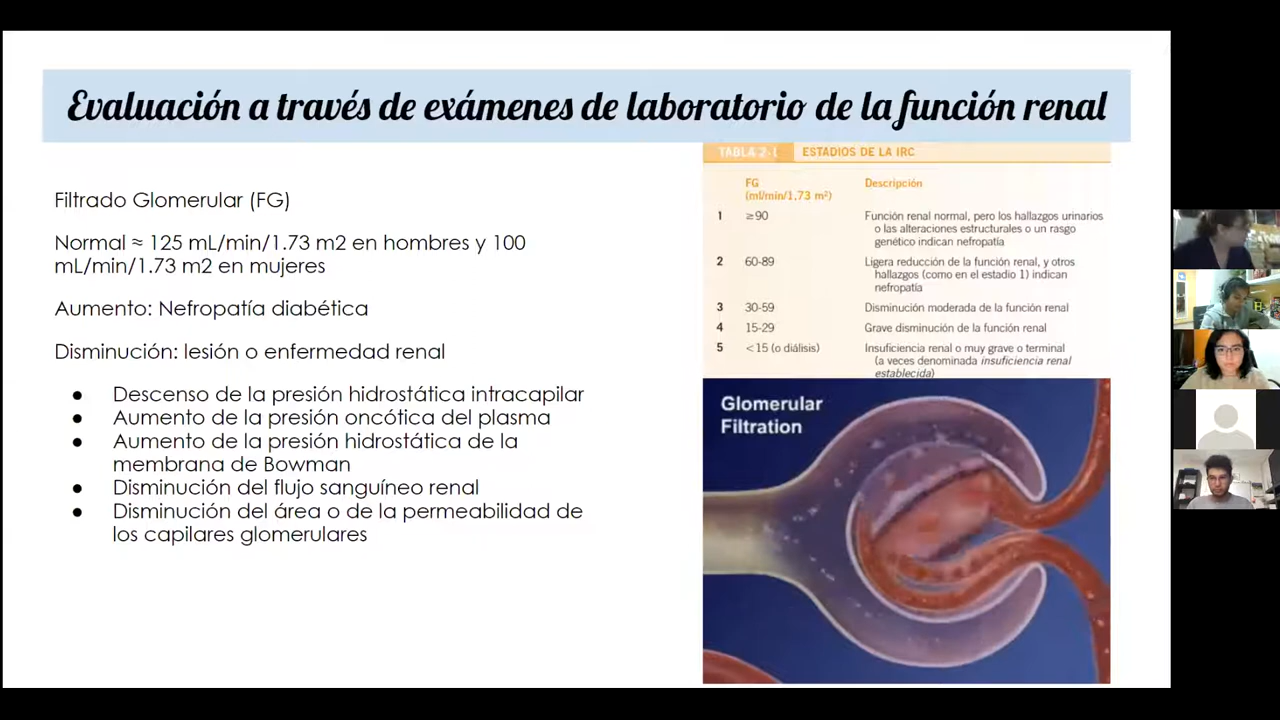 Evaluación a través de exámenes de laboratorio de la función renal
Filtrado Glomerular (FG)
Normal ≈ 125 mL/min/1.73 m2 en hombres y 100
mL/min/1.73 m2 en mujeres
Aumento: Nefropatía diabética
Disminución: lesión o enfermedad renal
● Descenso de la presión hidrostática intracapilar
● Aumento de la presión oncótica del plasma
● Aumento de la presión hidrostática de la
membrana de Bowman
● Disminución del flujo sanguíneo renal
● Disminución del área o de la permeabilidad de
los capilares glomerulares
TABLA 2-1 ESTADIOS DE LA IRC
FG
(ml/min/1,73 m²) Descripción
1 ≥90 Función renal normal, pero los hallazgos urinarios
o las alteraciones estructurales o un rasgo
genético indican nefropatía
2 60-89 Ligera reducción de la función renal, y otros
hallazgos (como en el estadio 1) indican
nefropatía
3 30-59 Disminución moderada de la función renal
4 15-29 Grave disminución de la función renal
5 <15 (o diálisis) Insuficiencia renal o muy grave o terminal
(a veces denominada insuficiencia renal
establecida)
Glomerular
Filtration